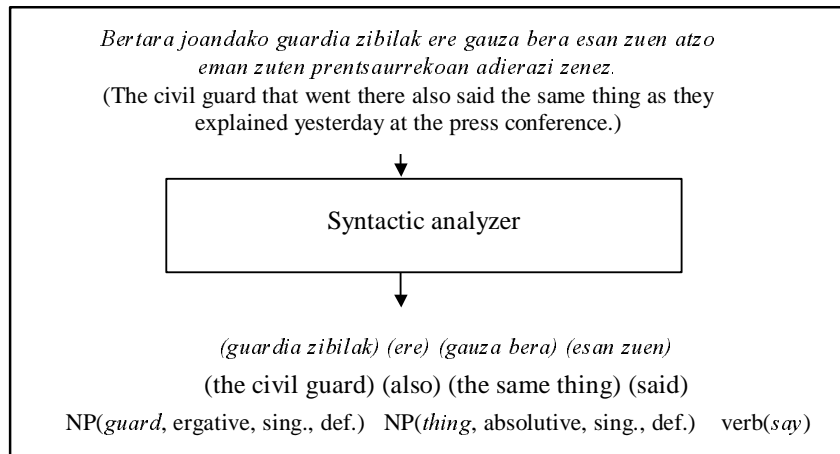 Bertara joandako guardia zibilak ere gauza bera esan zuen atzo
eman zuten prentsaurrekoan adierazi zenez.
(The civil guard that went there also said the same thing as they
explained yesterday at the press conference.)
Syntactic analyzer
(guardia zibilak) (ere) (gauza bera) (esan zuen)
(the civil guard) (also) (the same thing) (said)
NP(guard, ergative, sing., def.) NP(thing, absolutive, sing., def.) verb(say)